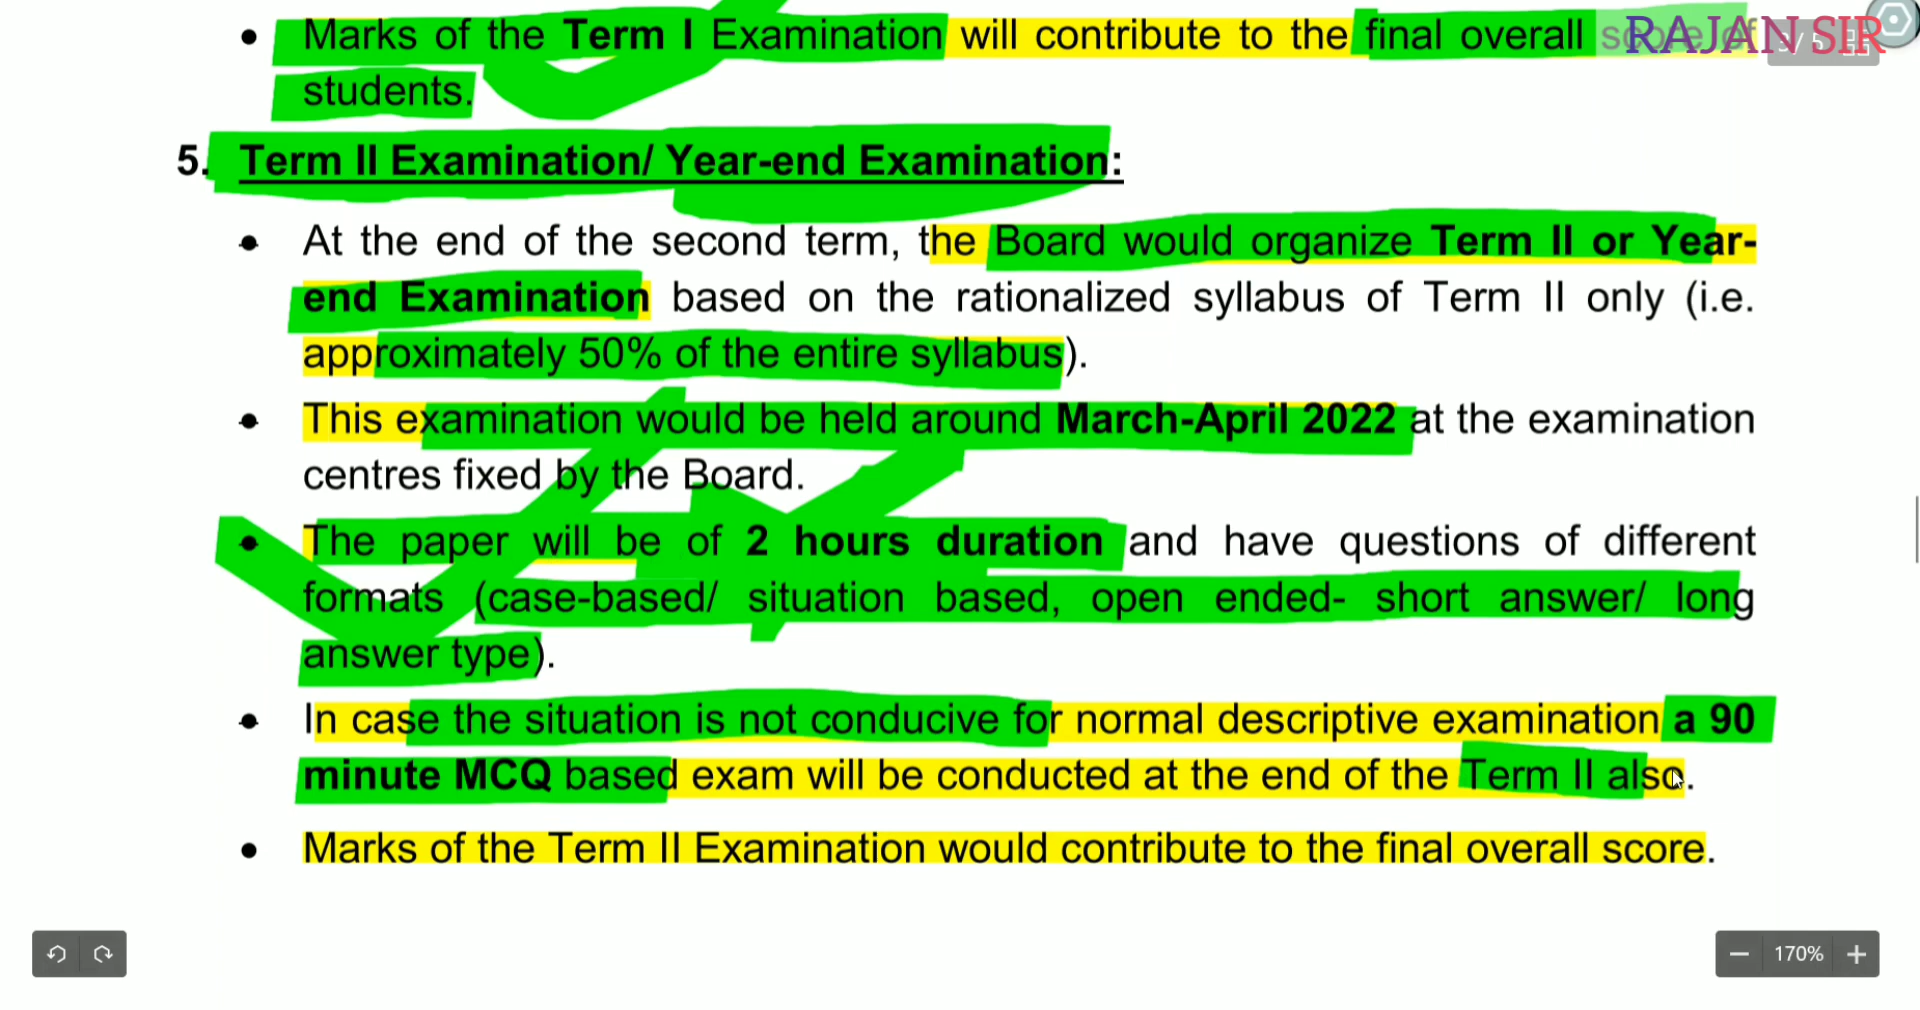 • Marks of the Term I Examination will contribute to the final overall score of
RAJAN SIR
students.
5. Term II Examination/ Year-end Examination:
• At the end of the second term, the Board would organize Term II or Year-
end Examination based on the rationalized syllabus of Term II only (i.e.
approximately 50% of the entire syllabus).
• This examination would be held around March-April 2022 at the examination
centres fixed by the Board.
• The paper will be of 2 hours duration and have questions of different
formats (case-based/ situation based, open ended- short answer/ long
answer type).
• In case the situation is not conducive for normal descriptive examination a 90
minute MCQ based exam will be conducted at the end of the Term II also.
• Marks of the Term II Examination would contribute to the final overall score.
170%